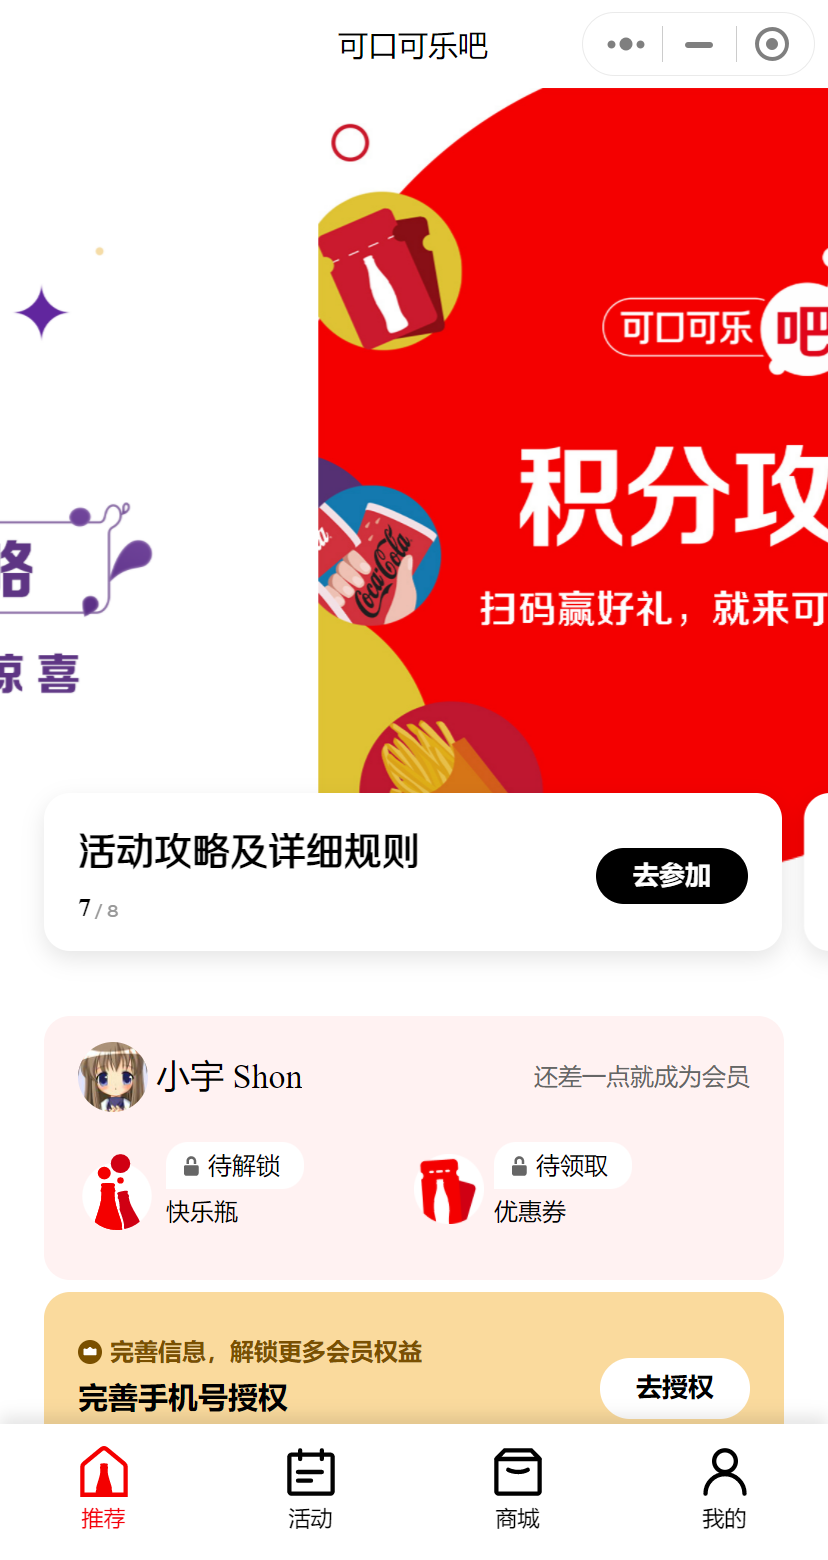 可口可乐吧
可口可乐吧
略
积分攻
惊喜
扫码赢好礼，就来可
Coca-Cola
活动攻略及详细规则
去参加
7 / 8
小宇 Shon
还差一点就成为会员
待解锁
快乐瓶
待领取
优惠券
完善信息，解锁更多会员权益
完善手机号授权
去授权
推荐
活动
商城
我的